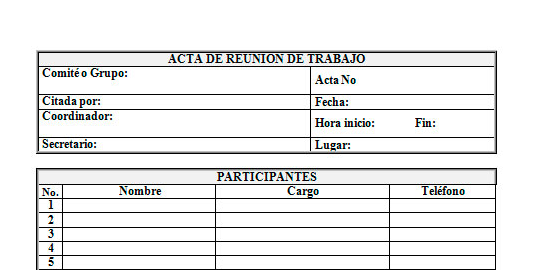 ACTA DE REUNION DE TRABAJO
Comité o Grupo:
Acta No
Citada por:
Fecha:
Coordinador:
Hora inicio: Fin:
Secretario:
Lugar:
PARTICIPANTES
No. Nombre Cargo Teléfono
1
2
3
4
5